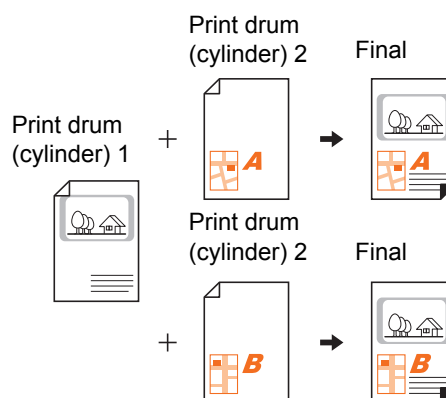 Print drum
(cylinder) 2
Final
Print drum
(cylinder) 1
+
A
A
Print drum
(cylinder) 2
Final
+
B
B